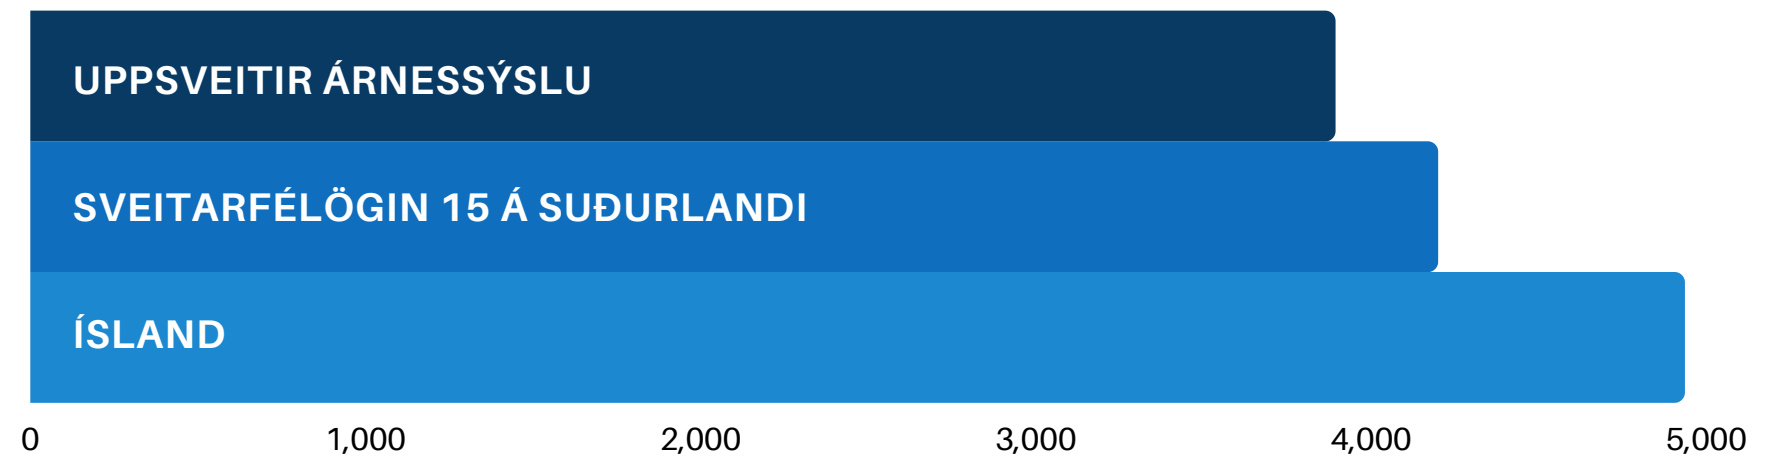 UPPSVEITIR ÁRNESSÝSLU
SVEITARFÉLÖGIN 15 Á SUÐURLANDI
ÍSLAND
0 1,000 2,000 3,000 4,000 5,000